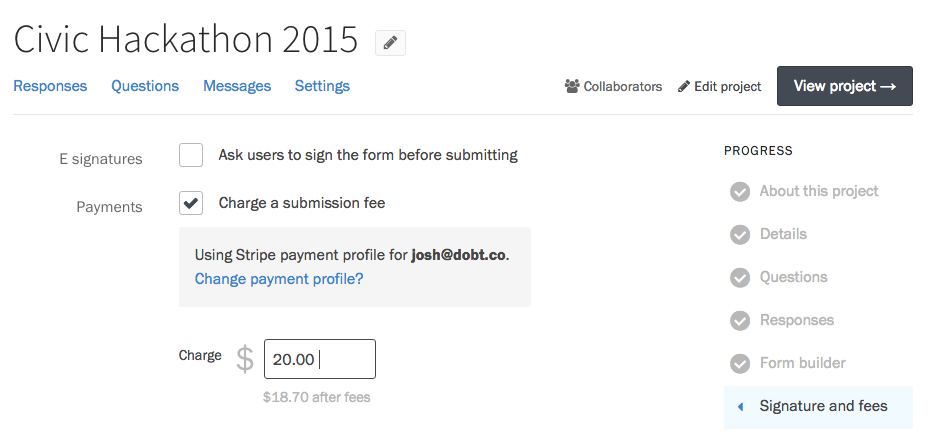 Civic Hackathon 2015
Responses Questions Messages Settings Collaborators Edit project View project →
E signatures Ask users to sign the form before submitting
Payments Charge a submission fee
Using Stripe payment profile for josh@dobt.co.
Change payment profile?
Charge $ 20.00
$18.70 after fees
PROGRESS
About this project
Details
Questions
Responses
Form builder
Signature and fees